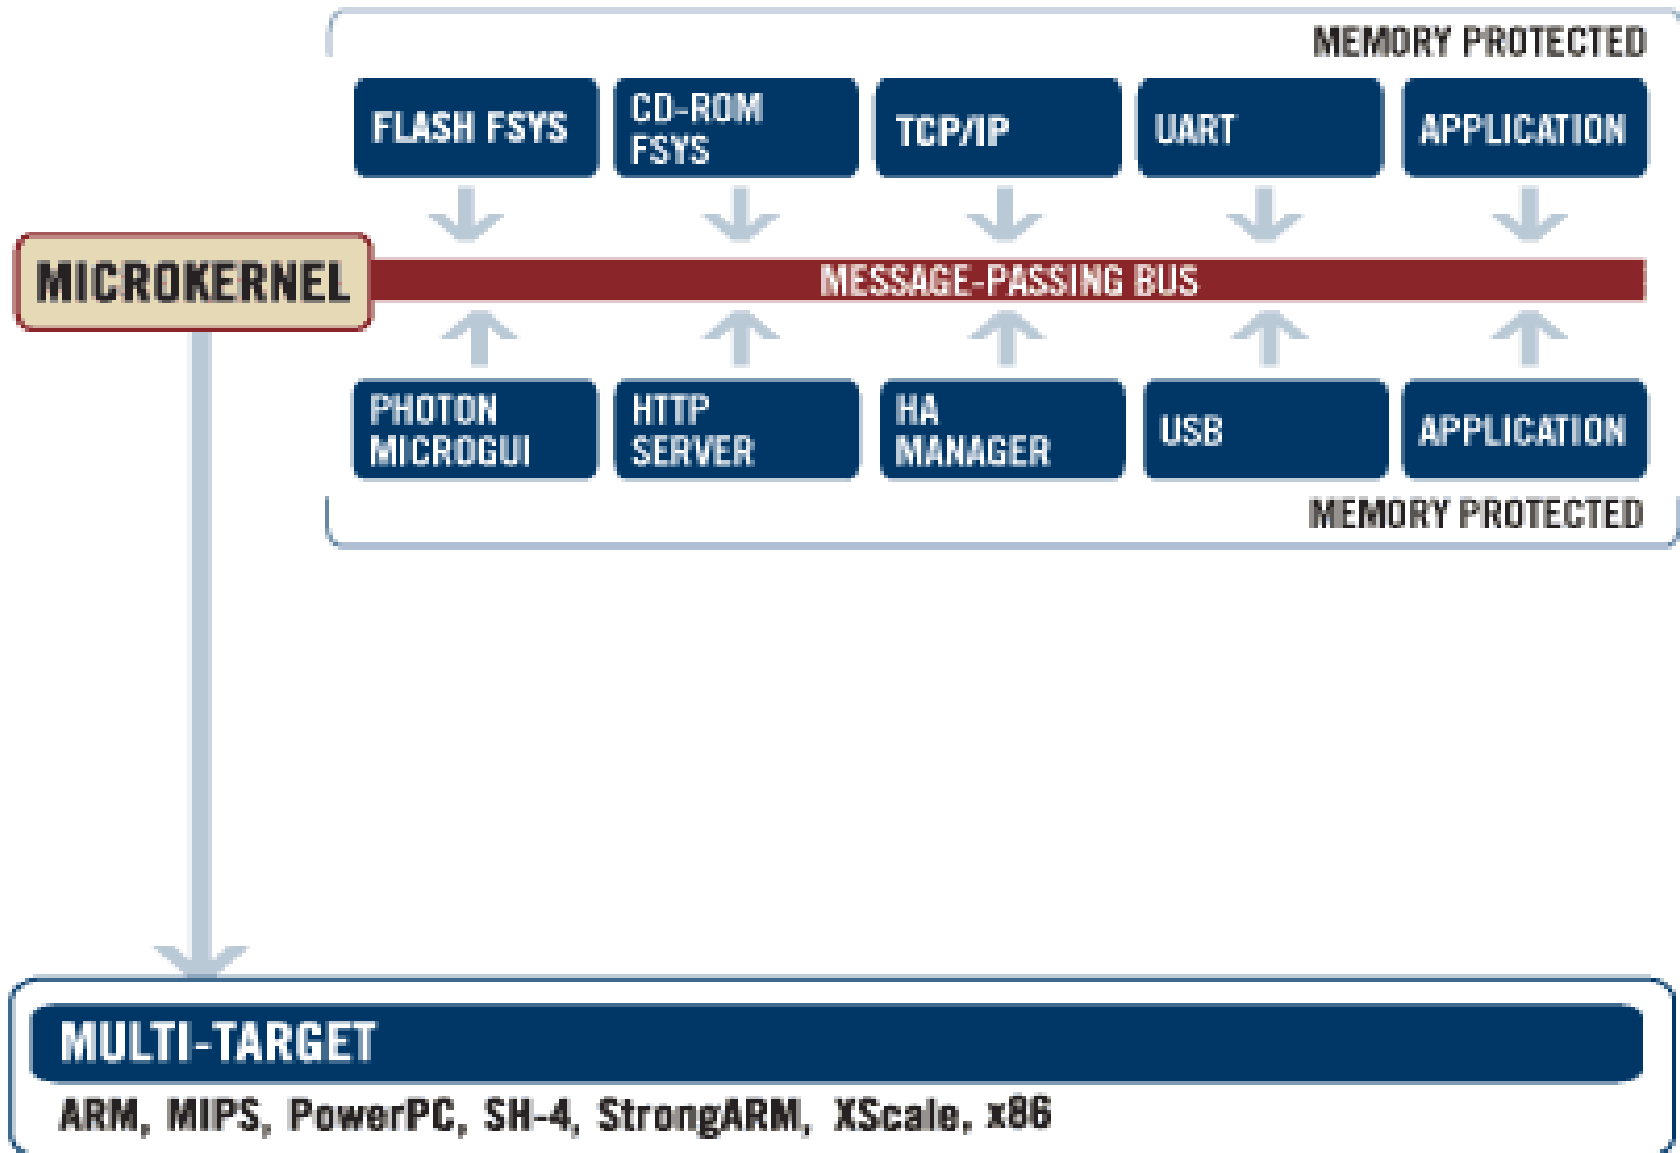 MEMORY PROTECTED
FLASH FSYS
CD-ROM
FSYS
TCP/IP
UART
APPLICATION
MICROKERNEL
MESSAGE-PASSING BUS
PHOTON
MICROGUI
HTTP
SERVER
HA
MANAGER
USB
APPLICATION
MEMORY PROTECTED
MULTI-TARGET
ARM, MIPS, PowerPC, SH-4, StrongARM, XScale, x86